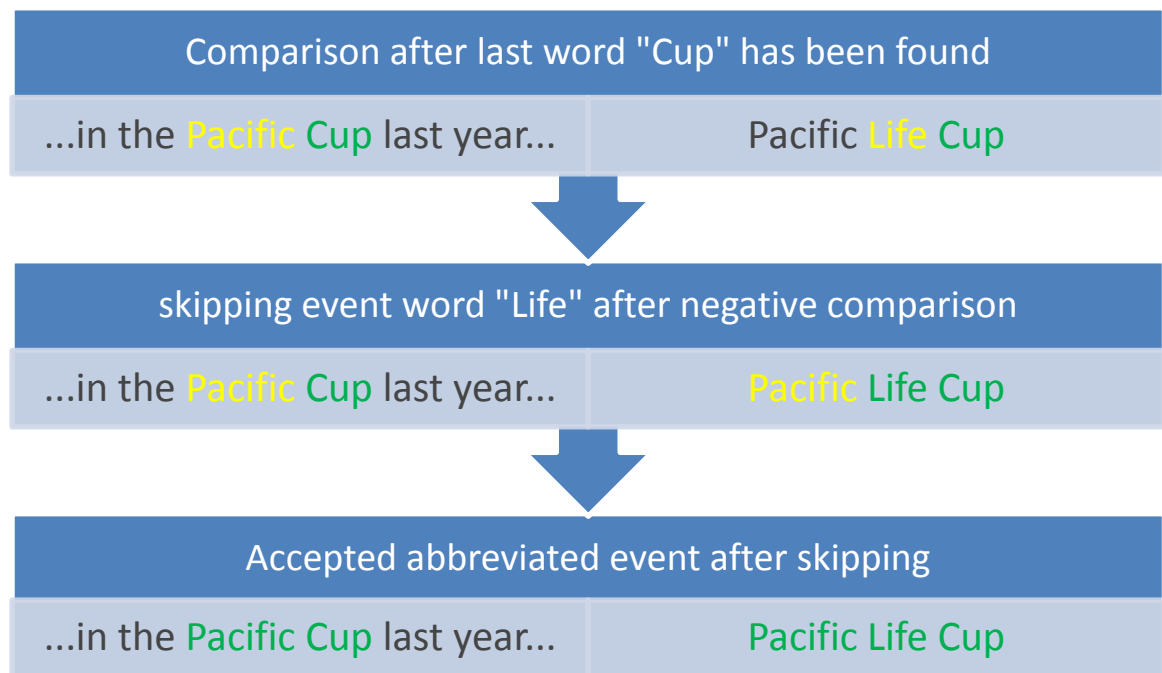 Comparison after last word "Cup" has been found
...in the Pacific Cup last year... Pacific Life Cup
skipping event word "Life" after negative comparison
...in the Pacific Cup last year... Pacific Life Cup
Accepted abbreviated event after skipping
...in the Pacific Cup last year... Pacific Life Cup